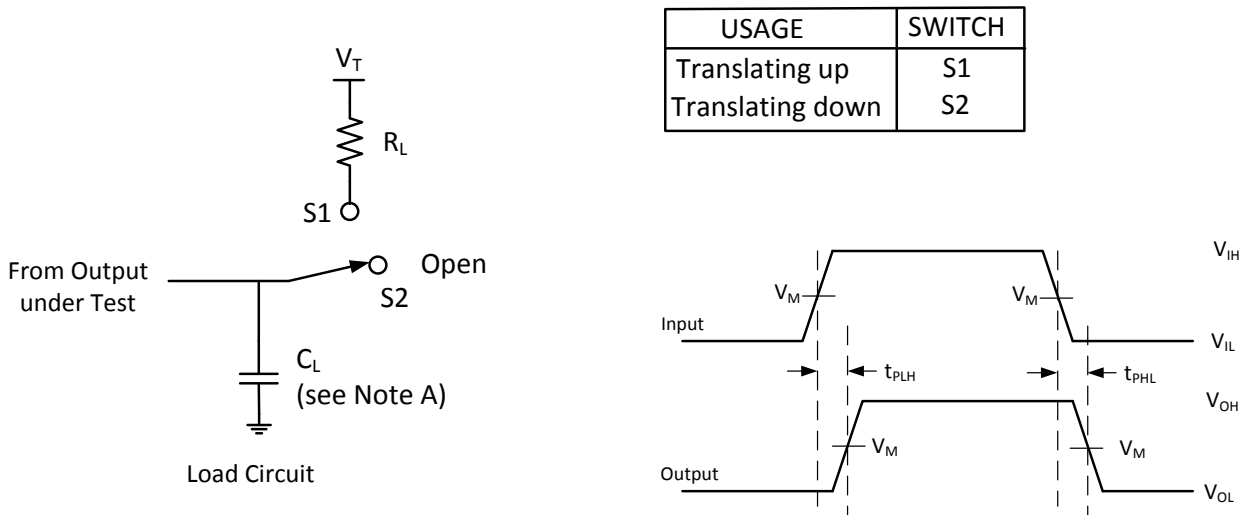 V_T
R_L
S1
From Output
under Test
Open
S2
C_L
(see Note A)
Load Circuit
USAGE SWITCH
Translating up S1
Translating down S2
V_IH
V_M V_M
Input
V_IL
t_PLH t_PHL
V_OH
V_M V_M
Output
V_OL